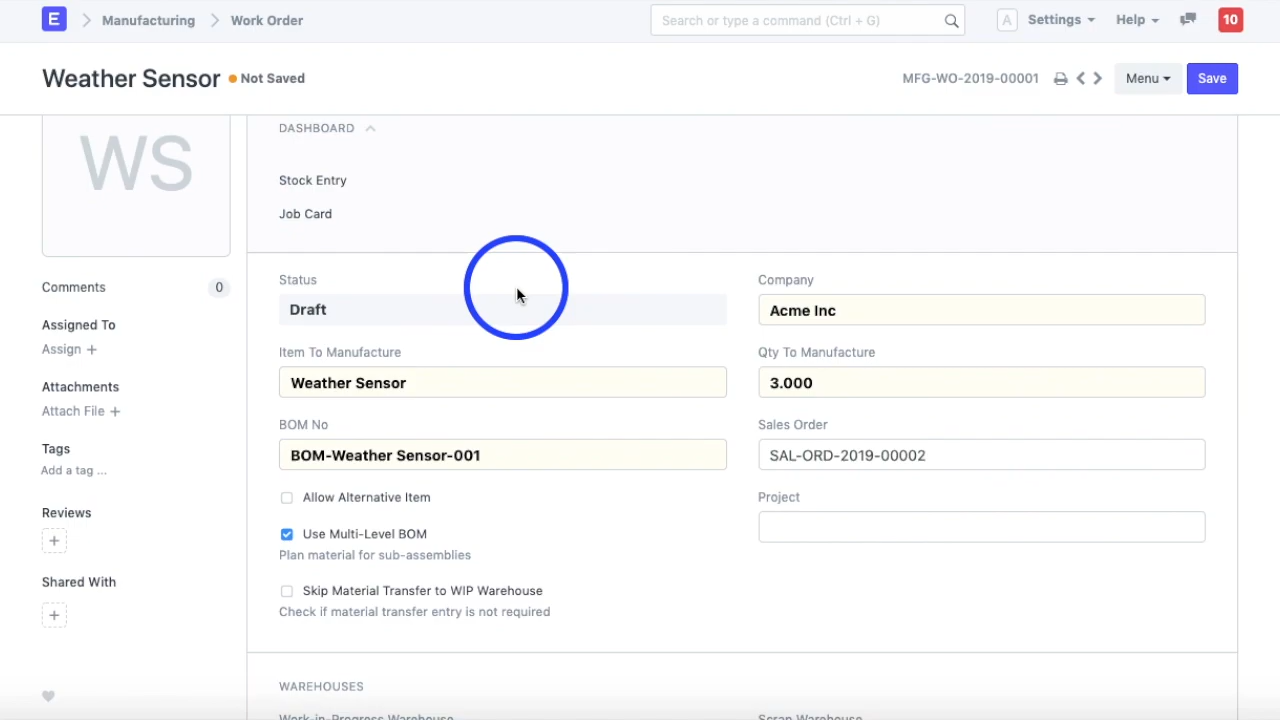 E Manufacturing Work Order Search or type a command (Ctrl + G) A Settings Help 10
Weather Sensor Not Saved MFG-WO-2019-00001 Menu Save
WS
DASHBOARD
Stock Entry
Job Card
Comments 0
Assigned To
Assign +
Attachments
Attach File +
Tags
Add a tag ...
Reviews
+
Shared With
+
Status
Draft
Company
Acme Inc
Item To Manufacture
Weather Sensor
Qty To Manufacture
3.000
BOM No
BOM-Weather Sensor-001
Sales Order
SAL-ORD-2019-00002
Allow Alternative Item
Project
Use Multi-Level BOM
Plan material for sub-assemblies
Skip Material Transfer to WIP Warehouse
Check if material transfer entry is not required
WAREHOUSES
Work-in-Progress Warehouse
Scrap Warehouse